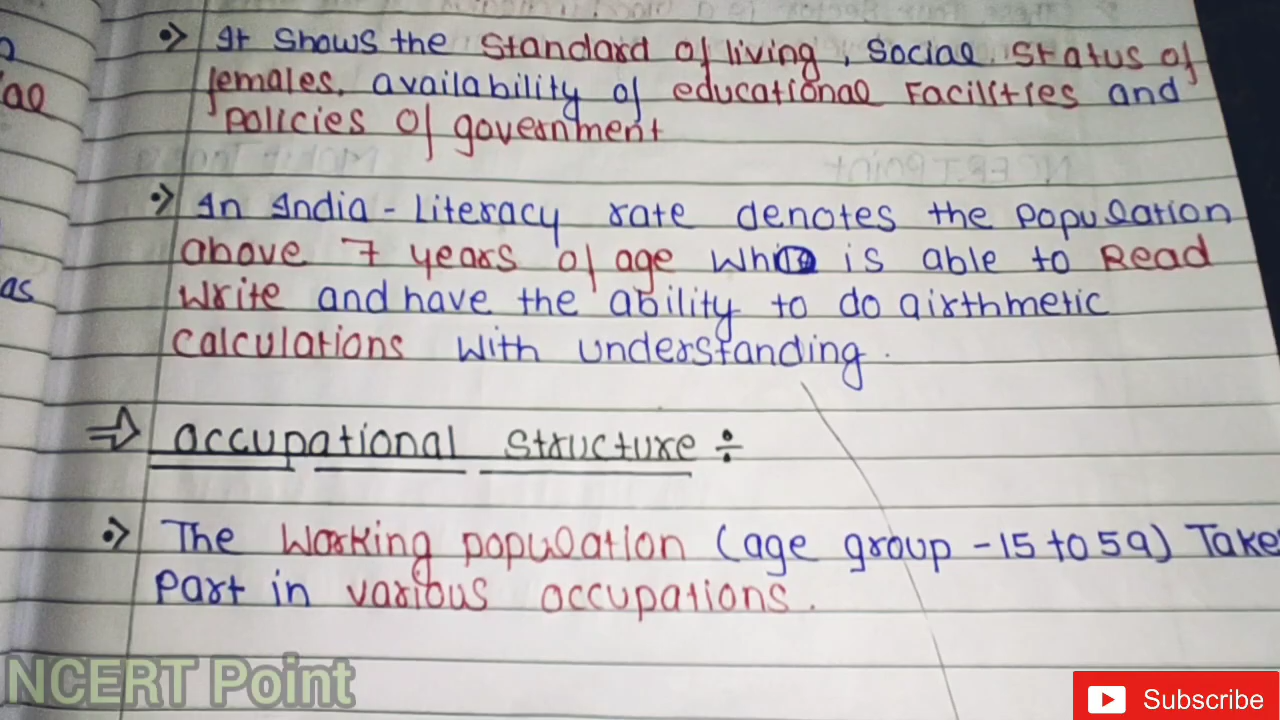 It shows the standard of living, social status of
females, availability of educational Facilities and
policies of government
In India - Literacy rate denotes the population
above 7 years of age who is able to Read
Write and have the ability to do airthmetic
calculations with understanding.
as
⇒ Occupational Structure ÷
The Working population (age group - 15 to 59) Take
Part in various occupations.
NCERT Point
Subscribe